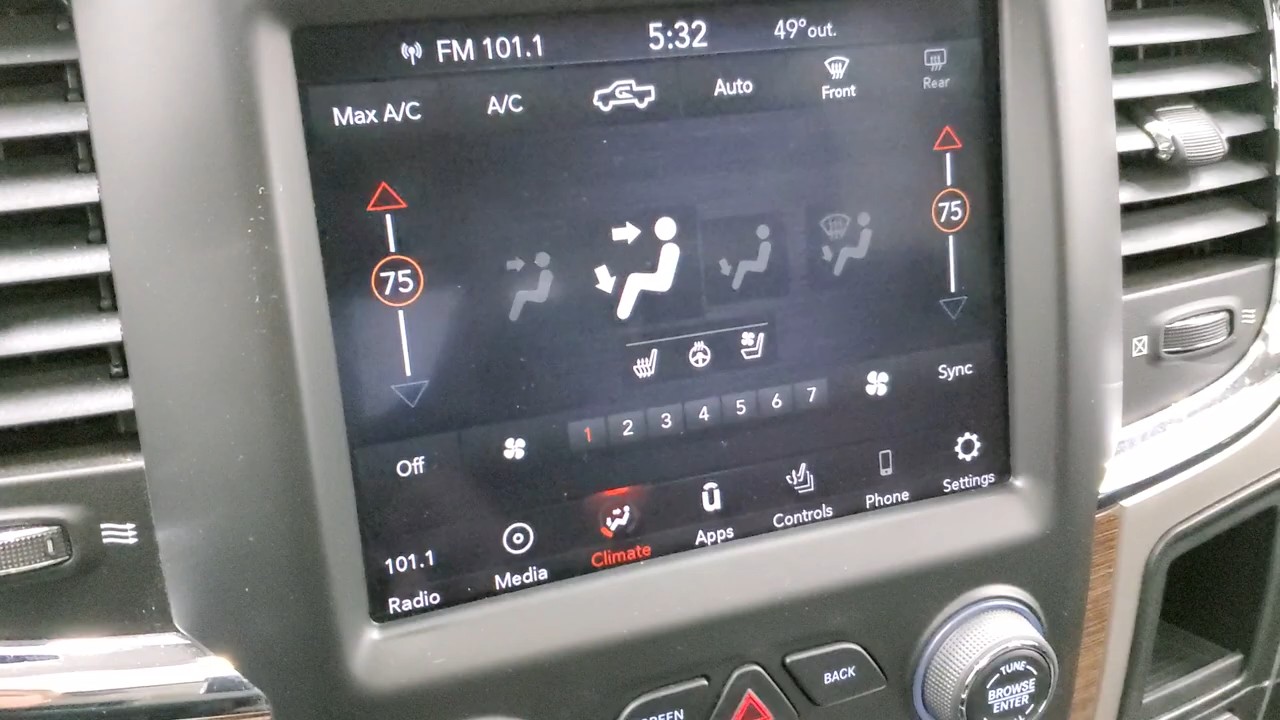 FM 101.1 5:32 49°out.
Max A/C A/C Auto Front Rear
75 75
1 2 3 4 5 6 7 Sync
Off
101.1
Radio Media Climate Apps Controls Phone Settings
BACK
TUNE
BROWSE
ENTER